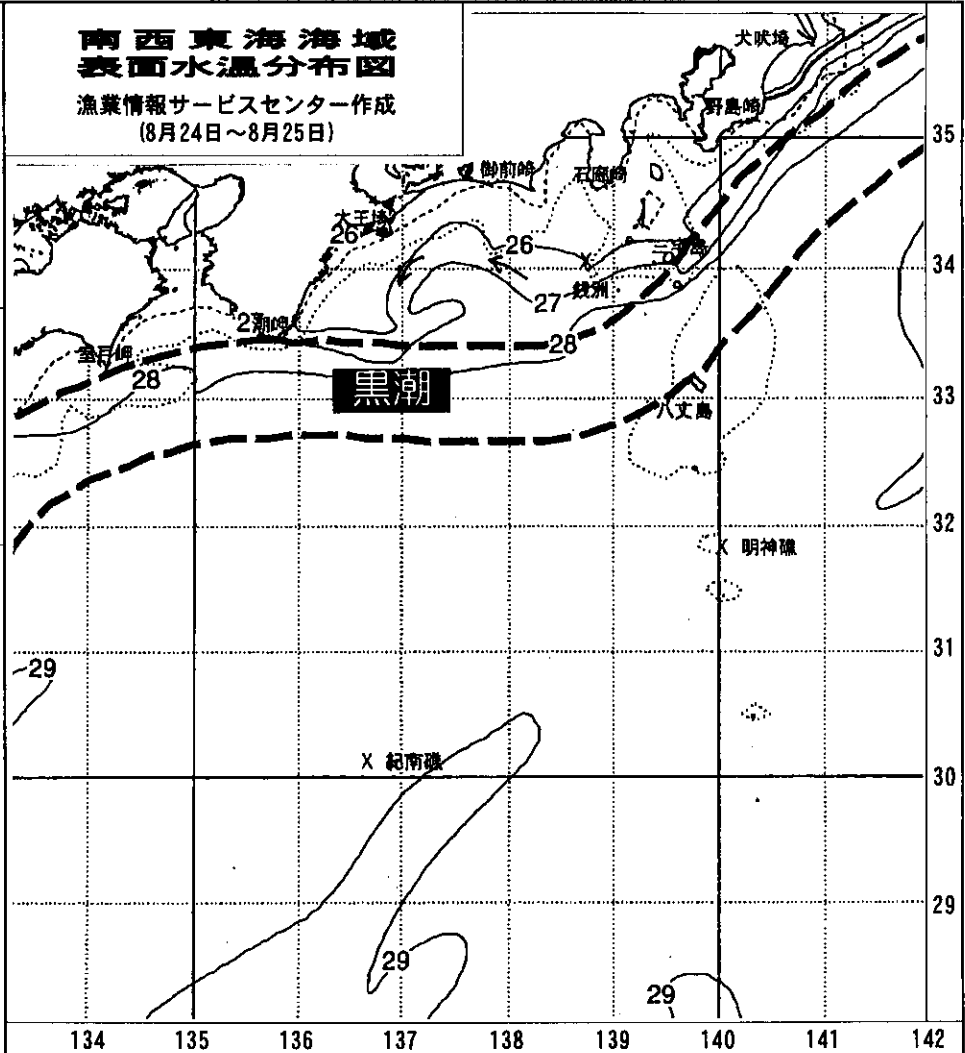 南西東海海域
表面水温分布図
漁業情報サービスセンター作成
(8月24日～8月25日)
犬吠埼
野島崎
35
御前崎
石廊崎
大王埼
26
26
三宅島
34
銭洲
27
27
潮岬
28
室戸岬
28
黒潮
33
八丈島
32
X 明神礁
31
29
X 紀南礁
30
29
29
29
134
135
136
137
138
139
140
141
142